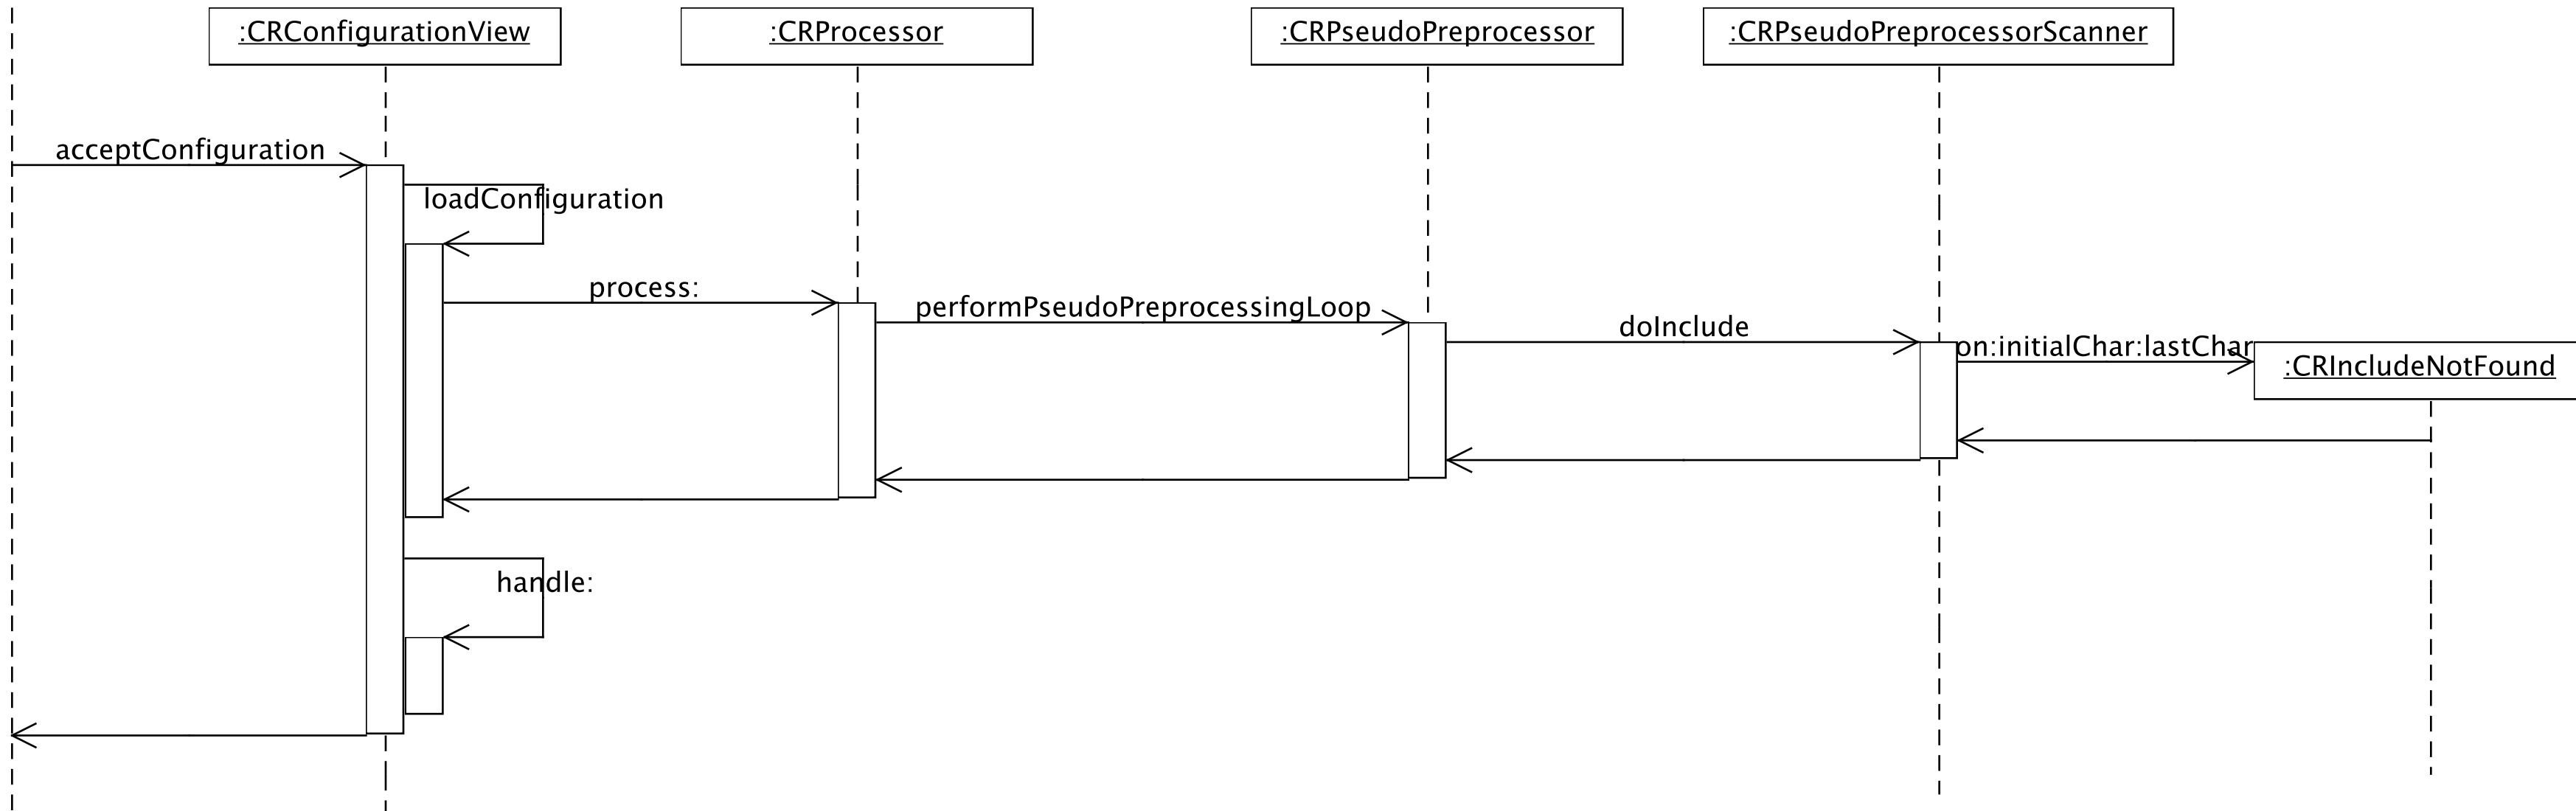 :CRConfigurationView
:CRProcessor
:CRPseudoPreprocessor
:CRPseudoPreprocessorScanner
acceptConfiguration
loadConfiguration
process:
performPseudoPreprocessingLoop
doInclude
on:initialChar:lastChar
:CRIncludeNotFound
handle: